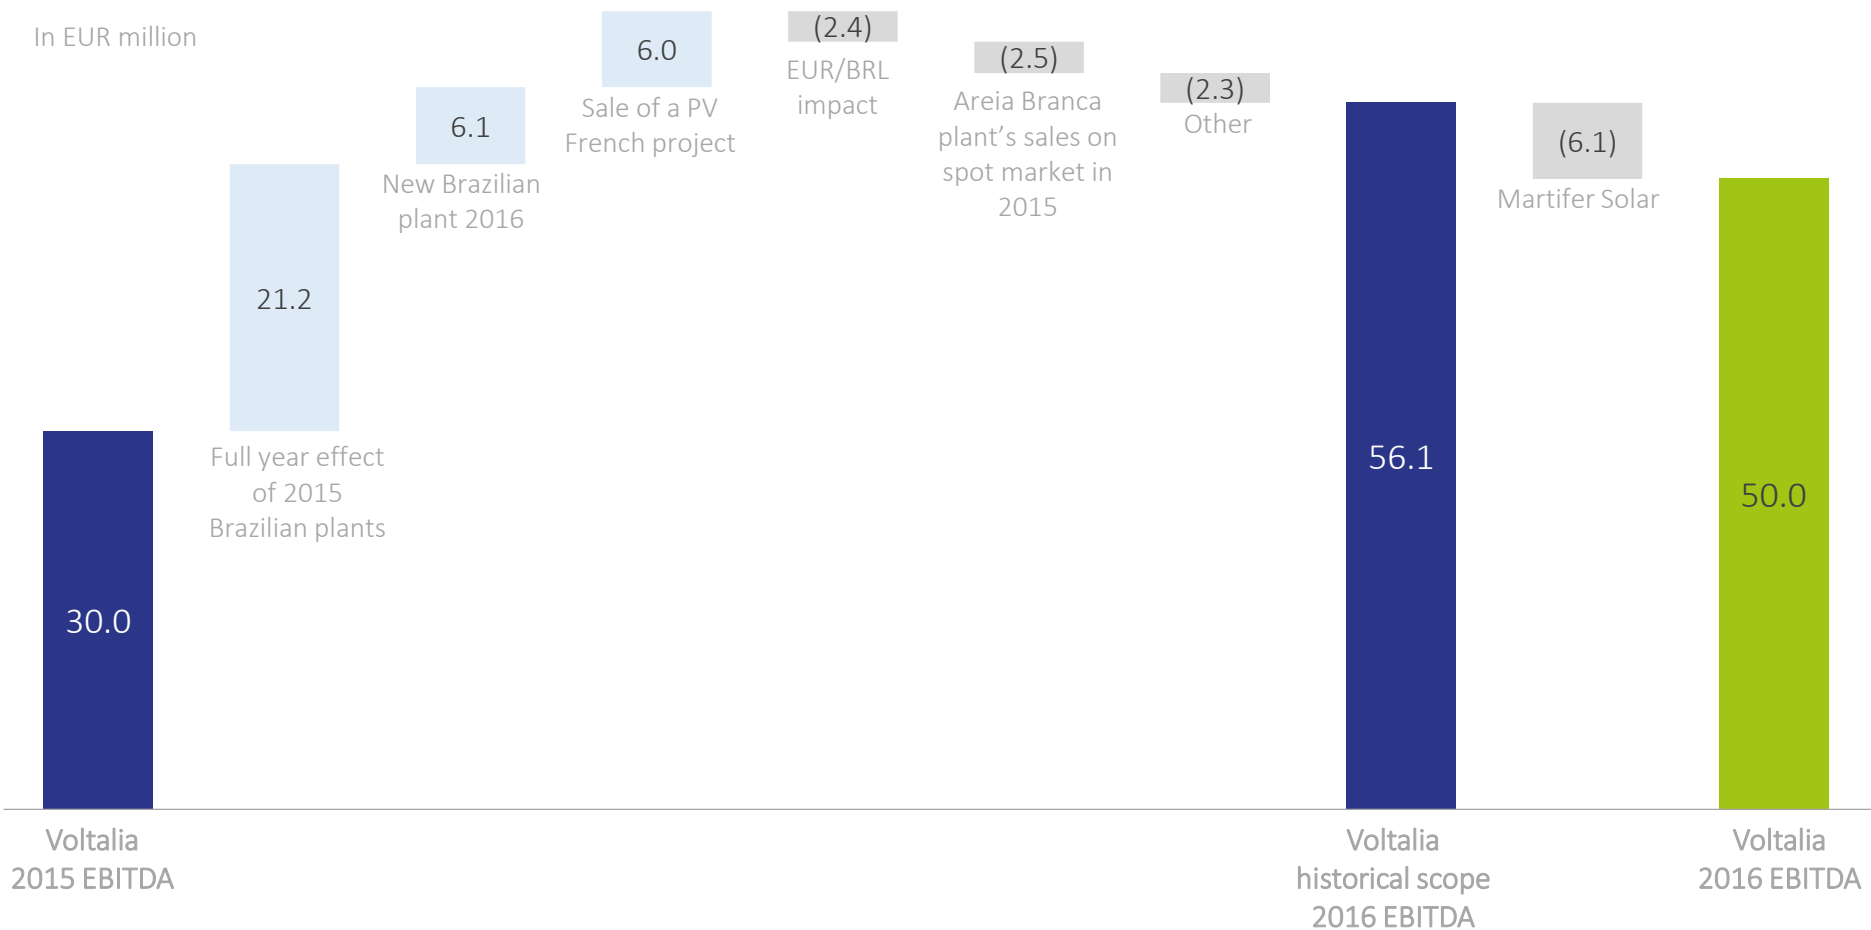 In EUR million
30.0
Voltalia
2015 EBITDA
21.2
Full year effect
of 2015
Brazilian plants
6.1
New Brazilian
plant 2016
6.0
Sale of a PV
French project
(2.4)
EUR/BRL
impact
(2.5)
Areia Branca
plant’s sales on
spot market in
2015
(2.3)
Other
56.1
Voltalia
historical scope
2016 EBITDA
(6.1)
Martifer Solar
50.0
Voltalia
2016 EBITDA